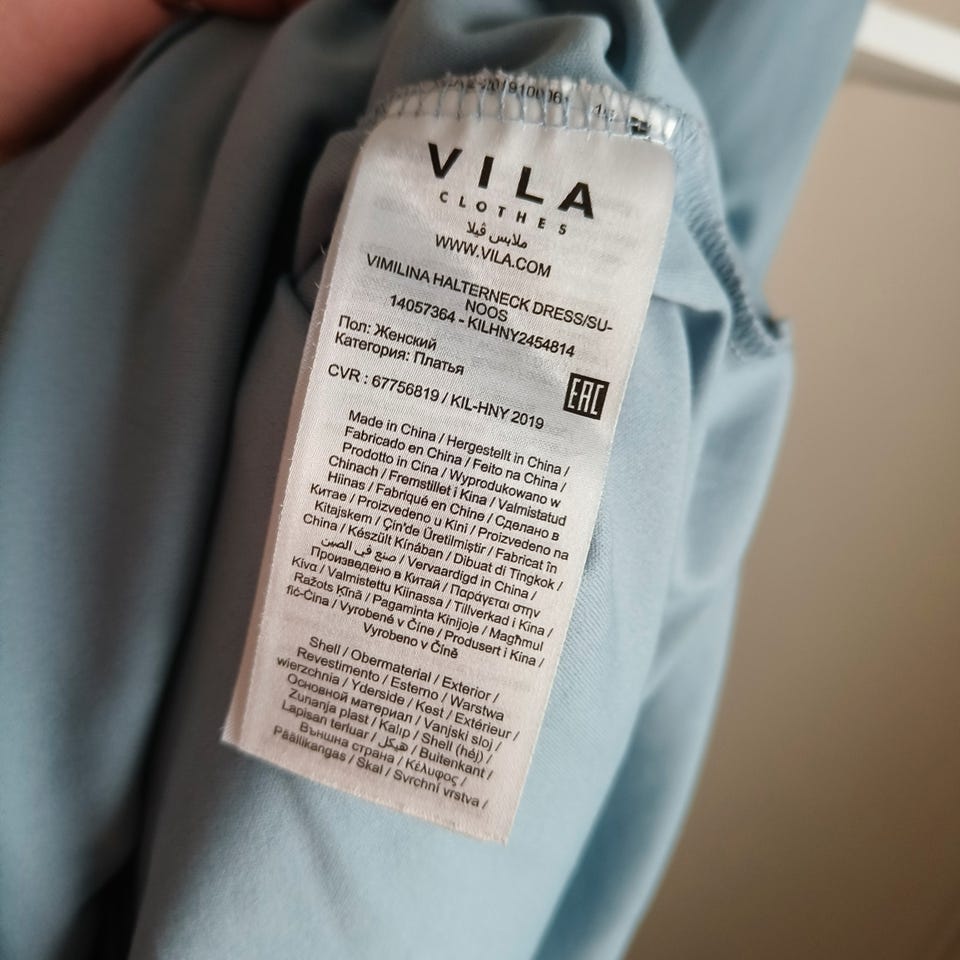 VILA
CLOTHES
ملابس ڤيلا
WWW.VILA.COM
VIMILINA HALTERNECK DRESS/SU-
NOOS
14057364 - KILHNY2454814
Пол: Женский
Категория: Платья
EAC
CVR : 67756819 / KIL-HNY 2019
Made in China / Hergestellt in China /
Fabricado en China / Feito na China /
Prodotto in Cina / Wyprodukowano w
Chinach / Fremstillet i Kina / Valmistatud
Hiinas / Fabriqué en Chine / Сделано в
Китае / Proizvedeno u Kini / Proizvedeno na
Kitajskem / Çin'de Üretilmiştir / Fabricat în
China / Készült Kínában / Dibuat di Tingkok /
صنع في الصين / Vervaardigd in China /
Произведено в Китай / Παράγεται στην
Κίνα / Valmistettu Kiinassa / Tillverkad i Kina /
Ražots Ķīnā / Pagaminta Kinijoje / Magħmul
fiċ-Ċina / Vyrobené v Číne / Produsert i Kina /
Vyrobeno v Čině
Shell / Obermaterial / Exterior /
Revestimento / Esterno / Warstwa
wierzchnia / Yderside / Kest / Extérieur /
Основной материал / Vanjski sloj /
Zunanja plast / Kalıp / Shell (héj) /
Lapisan terluar / هيكل / Buitenkant /
Външна страна / Κέλυφος /
Päällikangas / Skal / Svrchní vrstva /